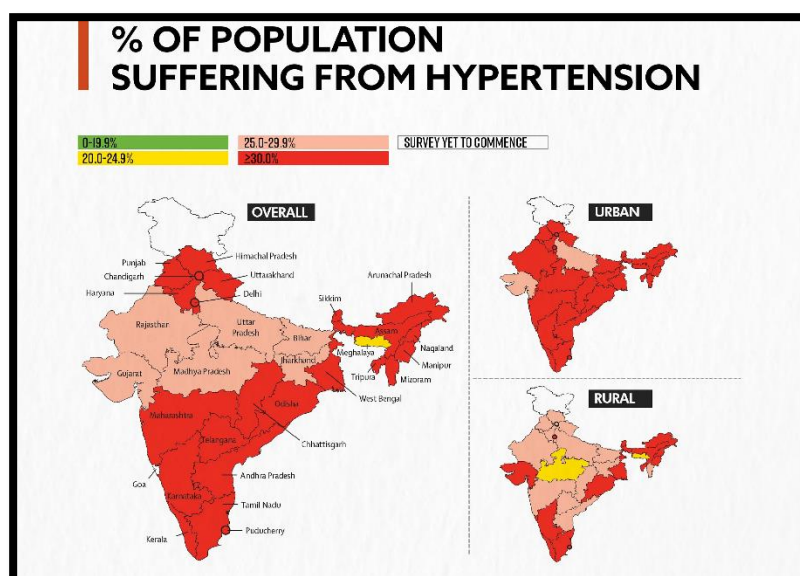 % OF POPULATION
SUFFERING FROM HYPERTENSION
0-19.9%
25.0-29.9%
SURVEY YET TO COMMENCE
20.0-24.9%
≥30.0%
OVERALL
URBAN
Punjab
Himachal Pradesh
Chandigarh
Uttarakhand
Haryana
Delhi
Arunachal Pradesh
Sikkim
Rajasthan
Uttar
Pradesh
Assam
Bihar
Meghalaya
Nagaland
Jharkhand
Gujarat
Madhya Pradesh
Tripura
Manipur
Mizoram
West Bengal
RURAL
Odisha
Maharashtra
Telangana
Chhattisgarh
Goa
Andhra Pradesh
Karnataka
Tamil Nadu
Puducherry
Kerala